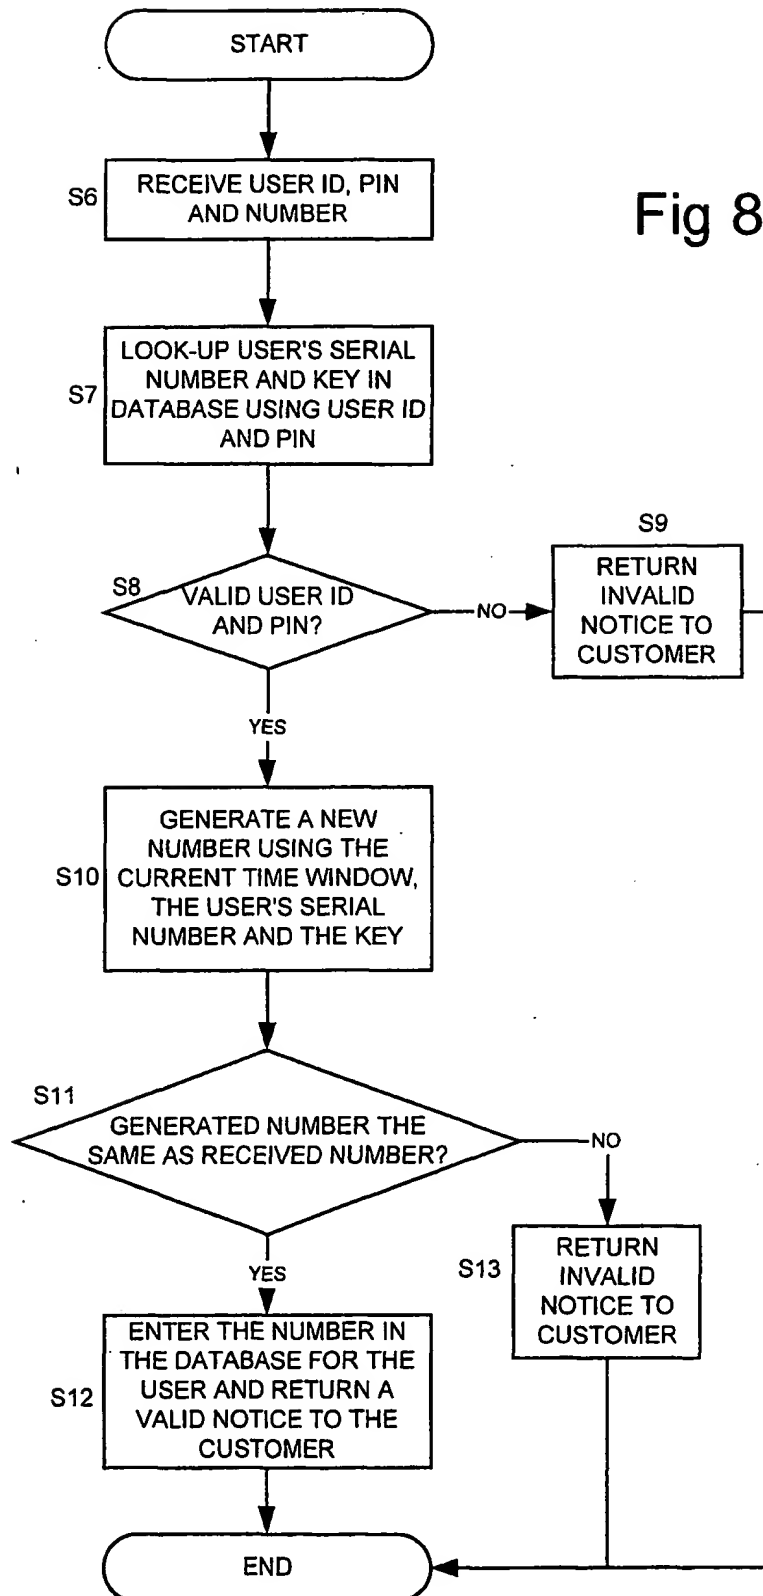 START
S6
RECEIVE USER ID, PIN
AND NUMBER
Fig 8
S7
LOOK-UP USER'S SERIAL
NUMBER AND KEY IN
DATABASE USING USER ID
AND PIN
S8
VALID USER ID
AND PIN?
NO
S9
RETURN
INVALID
NOTICE TO
CUSTOMER
YES
S10
GENERATE A NEW
NUMBER USING THE
CURRENT TIME WINDOW,
THE USER'S SERIAL
NUMBER AND THE KEY
S11
GENERATED NUMBER THE
SAME AS RECEIVED NUMBER?
NO
S13
RETURN
INVALID
NOTICE TO
CUSTOMER
YES
S12
ENTER THE NUMBER IN
THE DATABASE FOR THE
USER AND RETURN A
VALID NOTICE TO THE
CUSTOMER
END